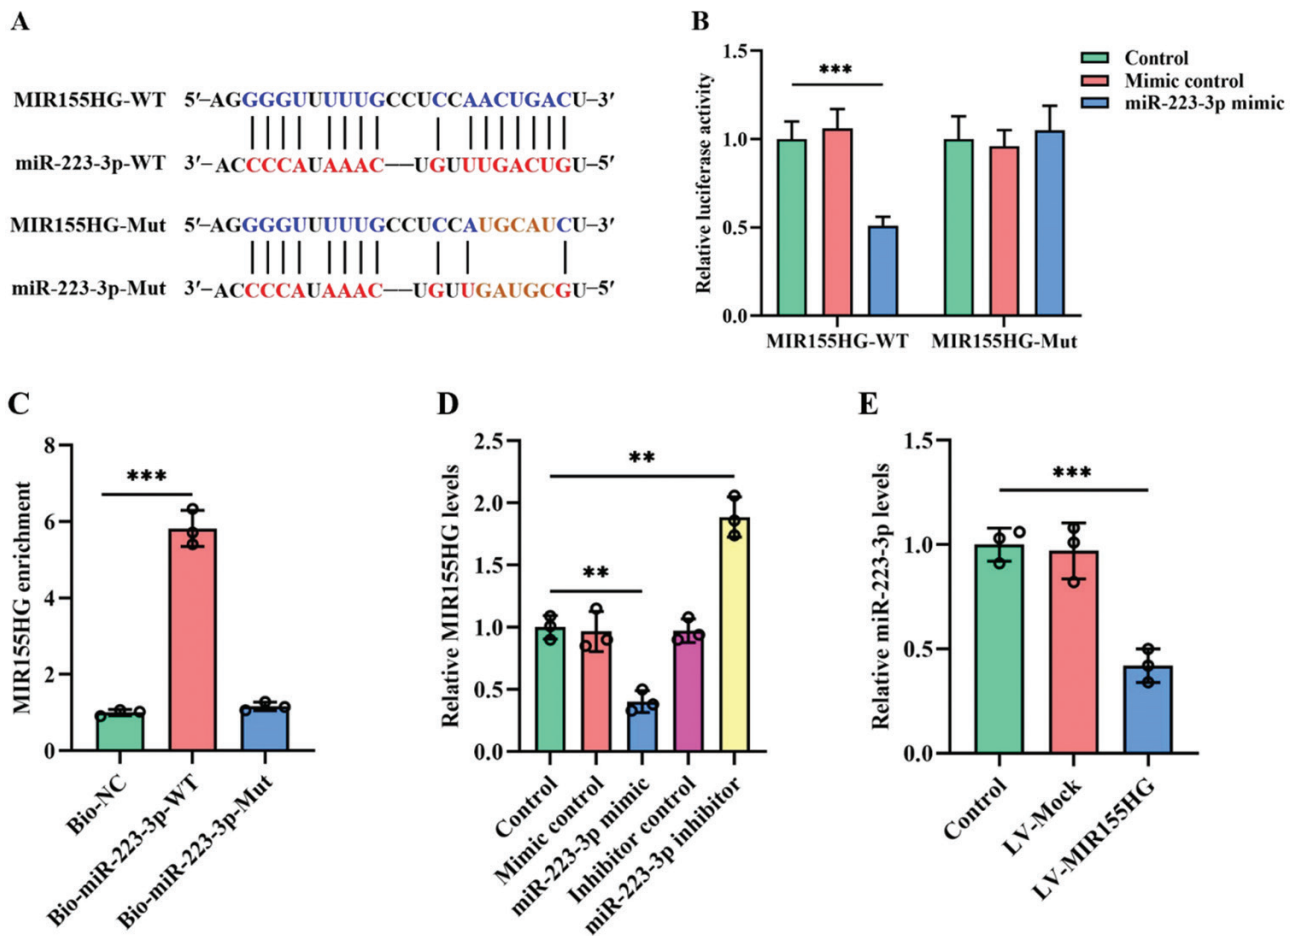 A
MIR155HG-WT 5′–AGGGGUUUUUGCCUCCAACUGACU–3′
miR-223-3p-WT 3′–ACCCCAUAAAC—UGUUUGACUGU–5′
MIR155HG-Mut 5′–AGGGGUUUUUGCCUCCAUGCAUCU–3′
miR-223-3p-Mut 3′–ACCCCAUAAAC—UGUUGAUGCGU–5′
B
Relative luciferase activity
1.5
1.0
0.5
0.0
***
MIR155HG-WT
MIR155HG-Mut
Control
Mimic control
miR-223-3p mimic
C
MIR155HG enrichment
8
6
4
2
0
***
Bio-NC
Bio-miR-223-3p-WT
Bio-miR-223-3p-Mut
D
Relative MIR155HG levels
2.5
2.0
1.5
1.0
0.5
0.0
**
**
Control
Mimic control
miR-223-3p mimic
Inhibitor control
miR-223-3p inhibitor
E
Relative miR-223-3p levels
1.5
1.0
0.5
0.0
***
Control
LV-Mock
LV-MIR155HG